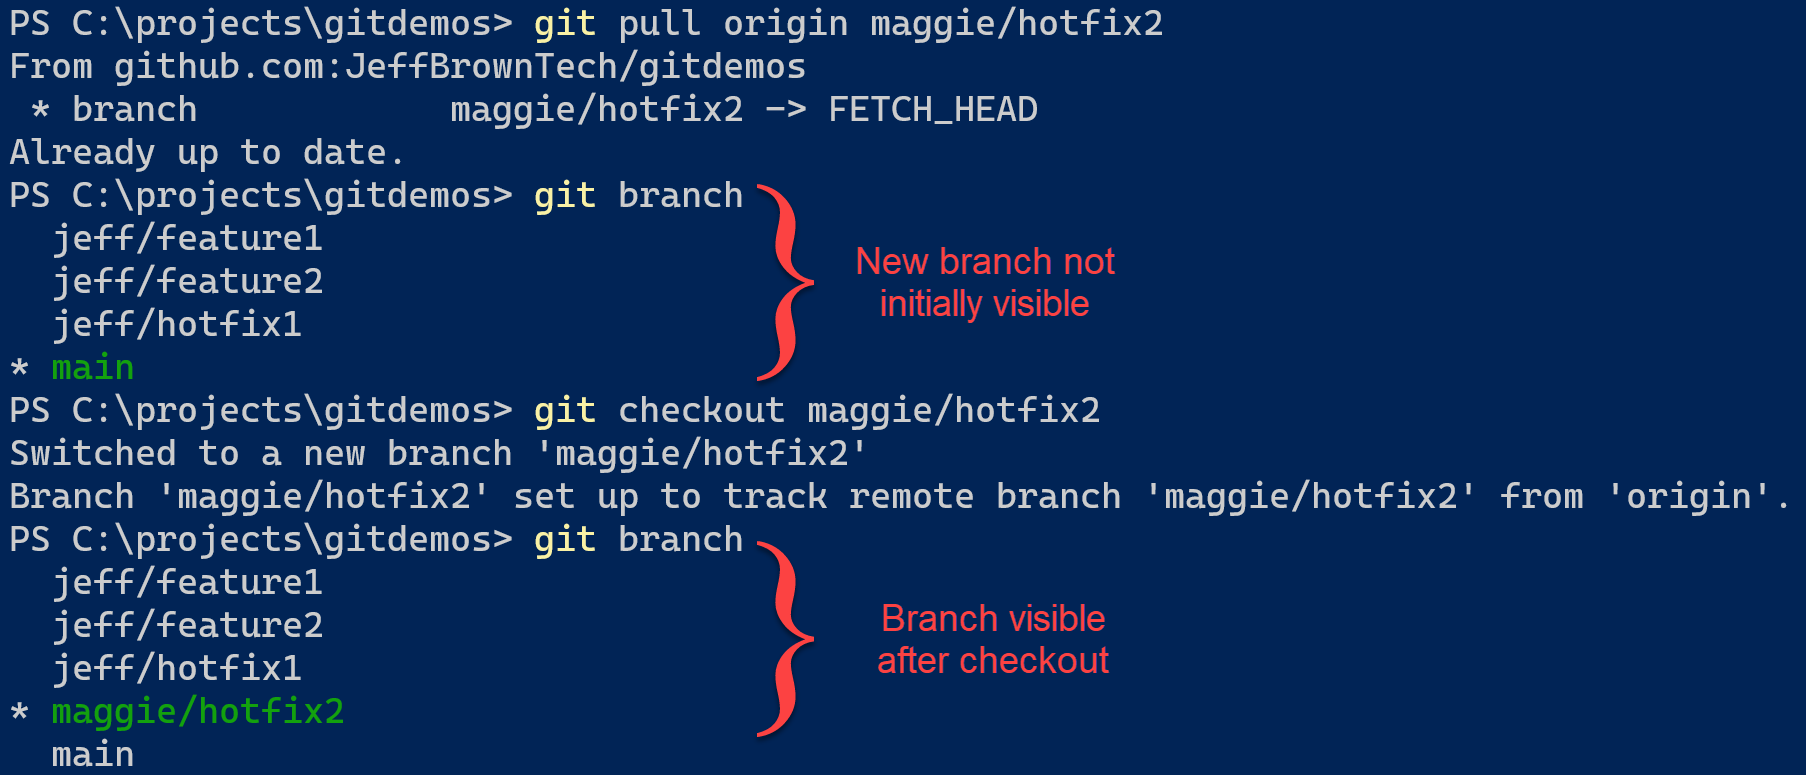 PS C:\projects\gitdemos> git pull origin maggie/hotfix2
From github.com:JeffBrownTech/gitdemos
 * branch            maggie/hotfix2 -> FETCH_HEAD
Already up to date.
PS C:\projects\gitdemos> git branch
  jeff/feature1
  jeff/feature2
  jeff/hotfix1
* main
New branch not
initially visible
PS C:\projects\gitdemos> git checkout maggie/hotfix2
Switched to a new branch 'maggie/hotfix2'
Branch 'maggie/hotfix2' set up to track remote branch 'maggie/hotfix2' from 'origin'.
PS C:\projects\gitdemos> git branch
  jeff/feature1
  jeff/feature2
  jeff/hotfix1
* maggie/hotfix2
  main
Branch visible
after checkout